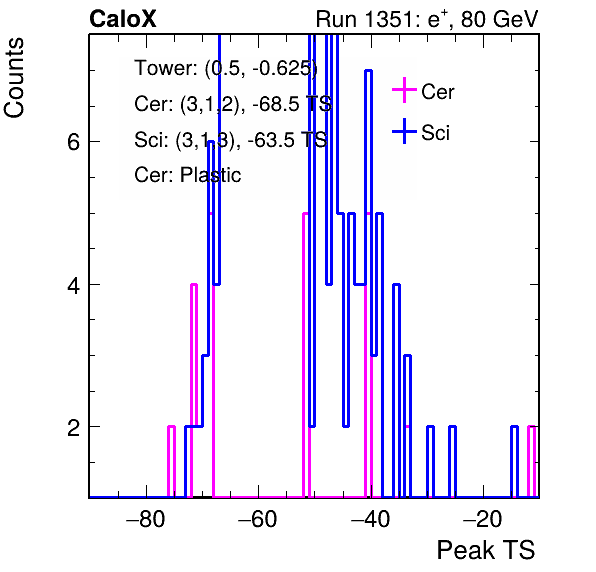 CaloX Run 1351: e⁺, 80 GeV
Counts
Tower: (0.5, -0.625)
Cer: (3,1,2), -68.5 TS
Sci: (3,1,3), -63.5 TS
Cer: Plastic
Cer
Sci
6
4
2
−80 −60 −40 −20
Peak TS